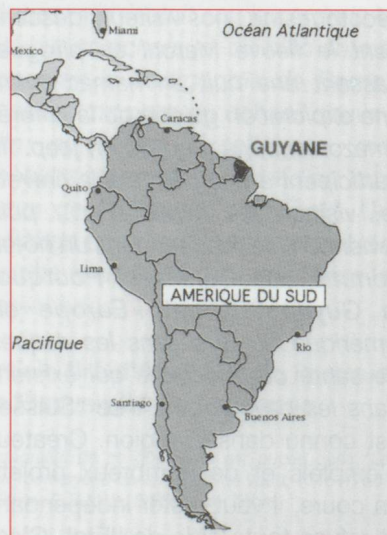 Miami
Océan Atlantique
Mexico
Caracas
GUYANE
Quito
Lima
AMERIQUE DU SUD
Pacifique
Rio
Santiago
Buenos Aires